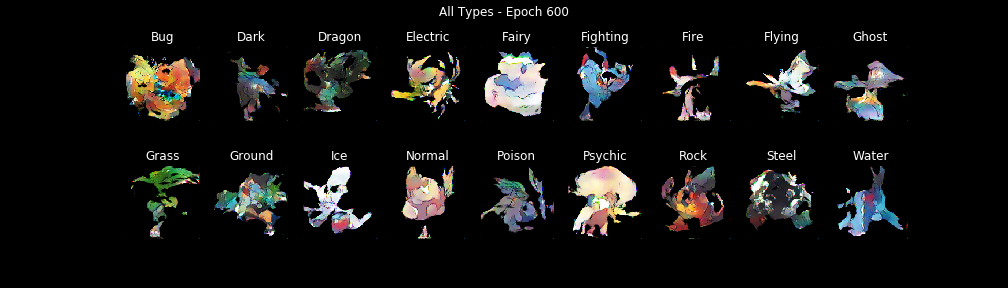 All Types - Epoch 600
Bug Dark Dragon Electric Fairy Fighting Fire Flying Ghost
Grass Ground Ice Normal Poison Psychic Rock Steel Water